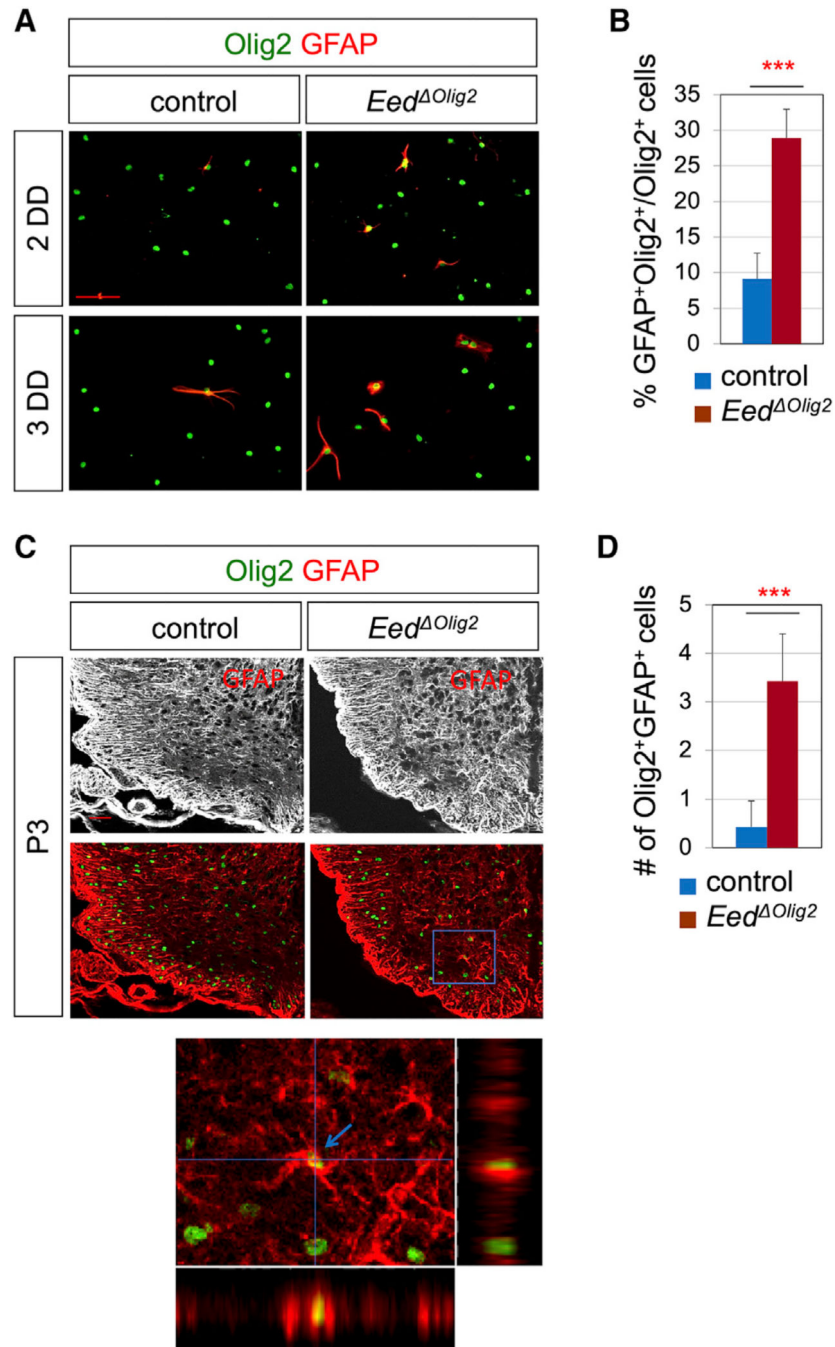 A
Olig2 GFAP
control
Eed^ΔOlig2
2 DD
3 DD
B
***
% GFAP⁺Olig2⁺/Olig2⁺ cells
35
30
25
20
15
10
5
0
control
Eed^ΔOlig2
C
Olig2 GFAP
control
Eed^ΔOlig2
P3
GFAP
GFAP
D
***
# of Olig2⁺GFAP⁺ cells
5
4
3
2
1
0
control
Eed^ΔOlig2